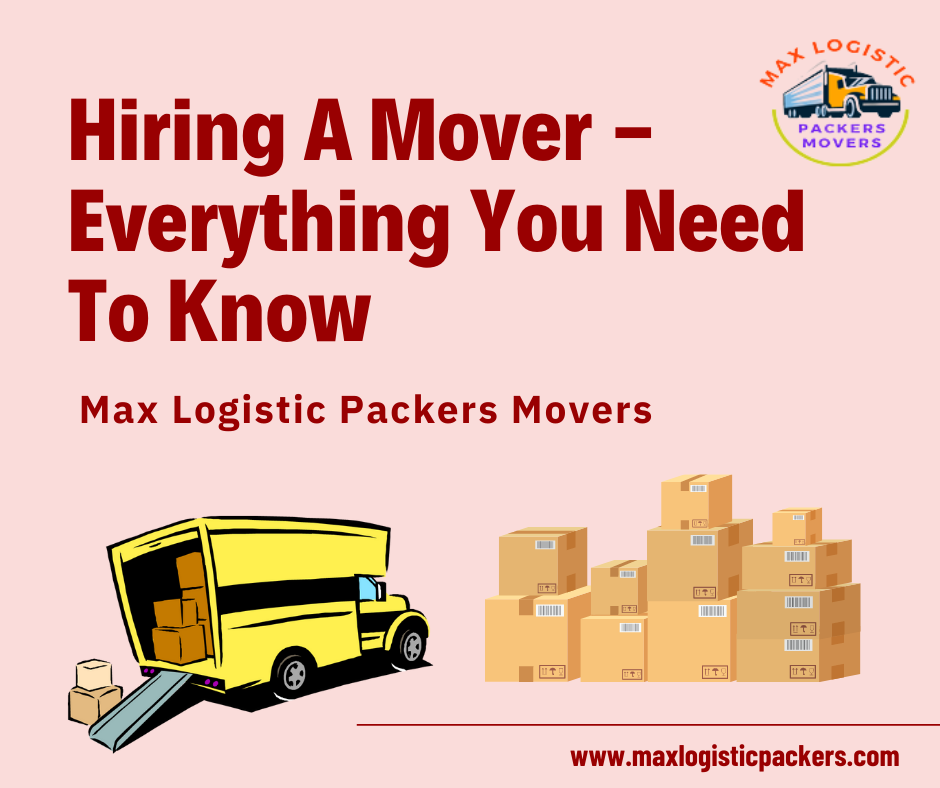 MAX LOGISTIC
PACKERS
MOVERS
Hiring A Mover –
Everything You Need
To Know
Max Logistic Packers Movers
www.maxlogisticpackers.com